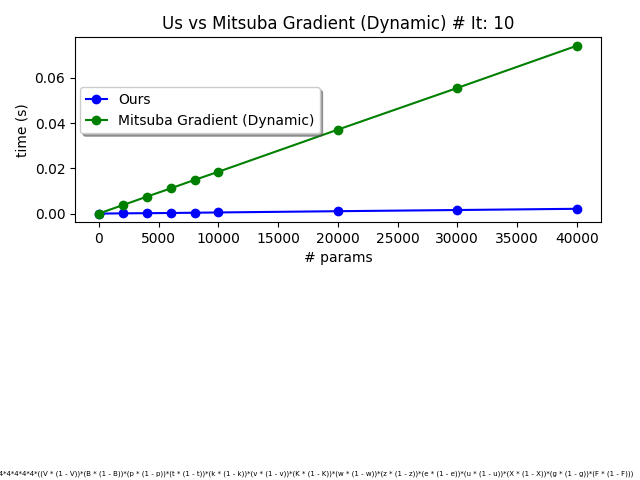 Us vs Mitsuba Gradient (Dynamic) # It: 10
Ours
Mitsuba Gradient (Dynamic)
time (s)
0.06
0.04
0.02
0.00
0 5000 10000 15000 20000 25000 30000 35000 40000
# params
4*4*4*4*4*((V * (1 - V))*(B * (1 - B))*(p * (1 - p))*(t * (1 - t))*(k * (1 - k))*(v * (1 - v))*(K * (1 - K))*(w * (1 - w))*(z * (1 - z))*(e * (1 - e))*(u * (1 - u))*(X * (1 - X))*(g * (1 - g))*(F * (1 - F)))